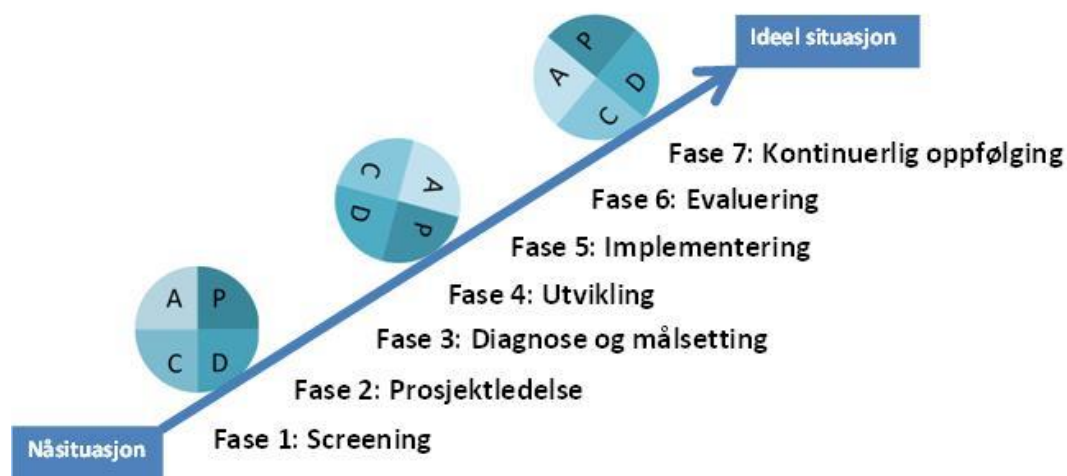 Ideel situasjon
P
A
D
C
Fase 7: Kontinuerlig oppfølging
C
A
D
P
Fase 6: Evaluering
Fase 5: Implementering
A P
C D
Fase 4: Utvikling
Fase 3: Diagnose og målsetting
Fase 2: Prosjektledelse
Fase 1: Screening
Nåsituasjon